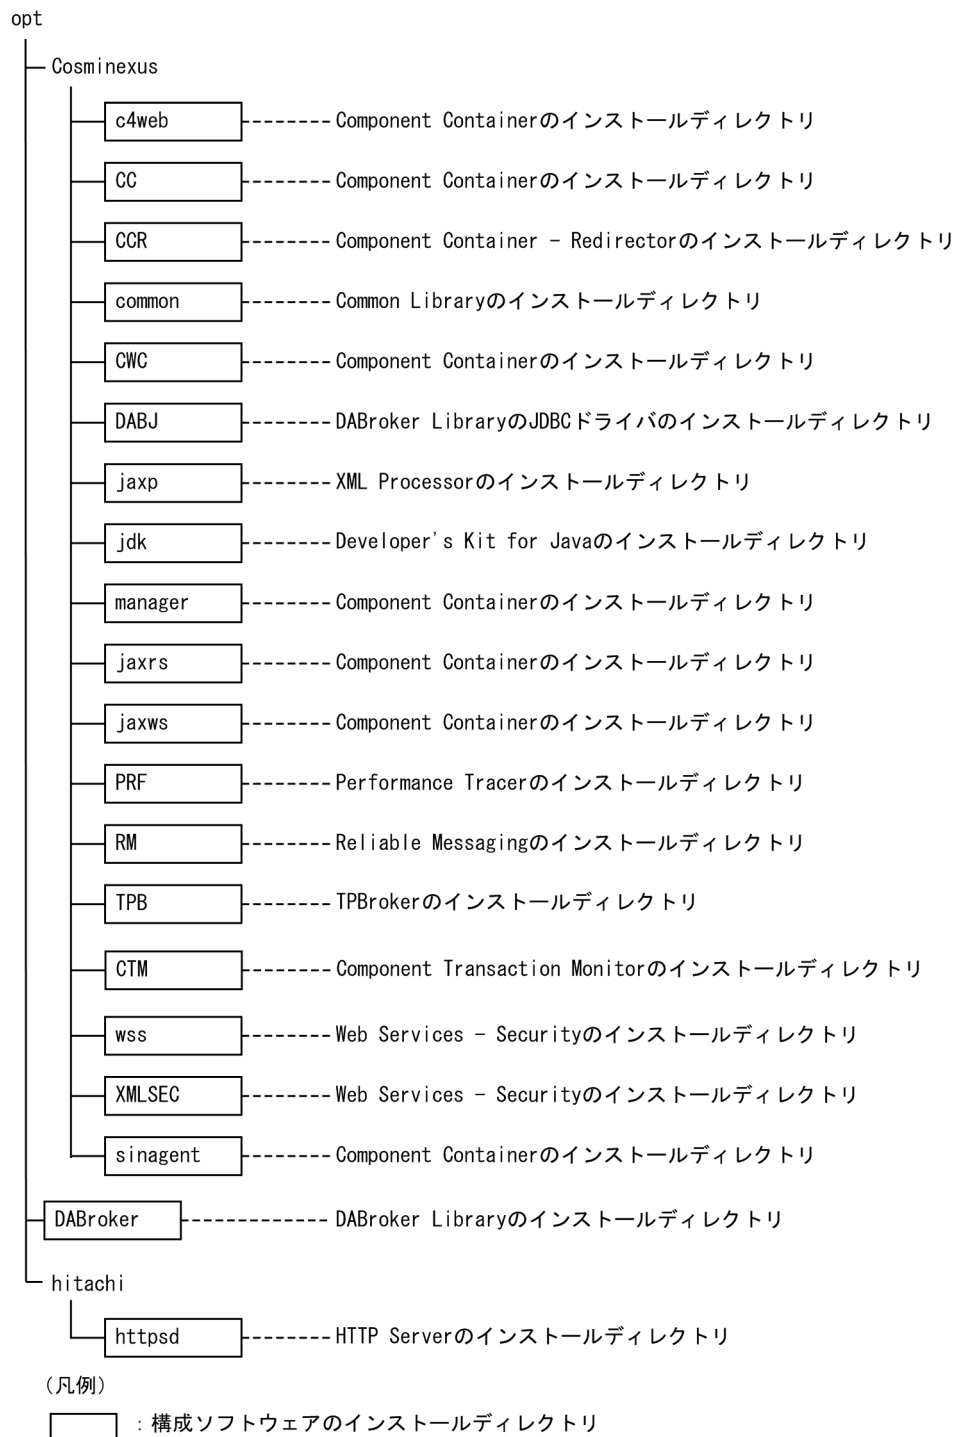 opt
Cosminexus
c4web Component Containerのインストールディレクトリ
CC Component Containerのインストールディレクトリ
CCR Component Container - Redirectorのインストールディレクトリ
common Common Libraryのインストールディレクトリ
CWC Component Containerのインストールディレクトリ
DABJ DABroker LibraryのJDBCドライバのインストールディレクトリ
jaxp XML Processorのインストールディレクトリ
jdk Developer's Kit for Javaのインストールディレクトリ
manager Component Containerのインストールディレクトリ
jaxrs Component Containerのインストールディレクトリ
jaxws Component Containerのインストールディレクトリ
PRF Performance Tracerのインストールディレクトリ
RM Reliable Messagingのインストールディレクトリ
TPB TPBrokerのインストールディレクトリ
CTM Component Transaction Monitorのインストールディレクトリ
wss Web Services - Securityのインストールディレクトリ
XMLSEC Web Services - Securityのインストールディレクトリ
sinagent Component Containerのインストールディレクトリ
DABroker DABroker Libraryのインストールディレクトリ
hitachi
httpsd HTTP Serverのインストールディレクトリ
(凡例)
:構成ソフトウェアのインストールディレクトリ